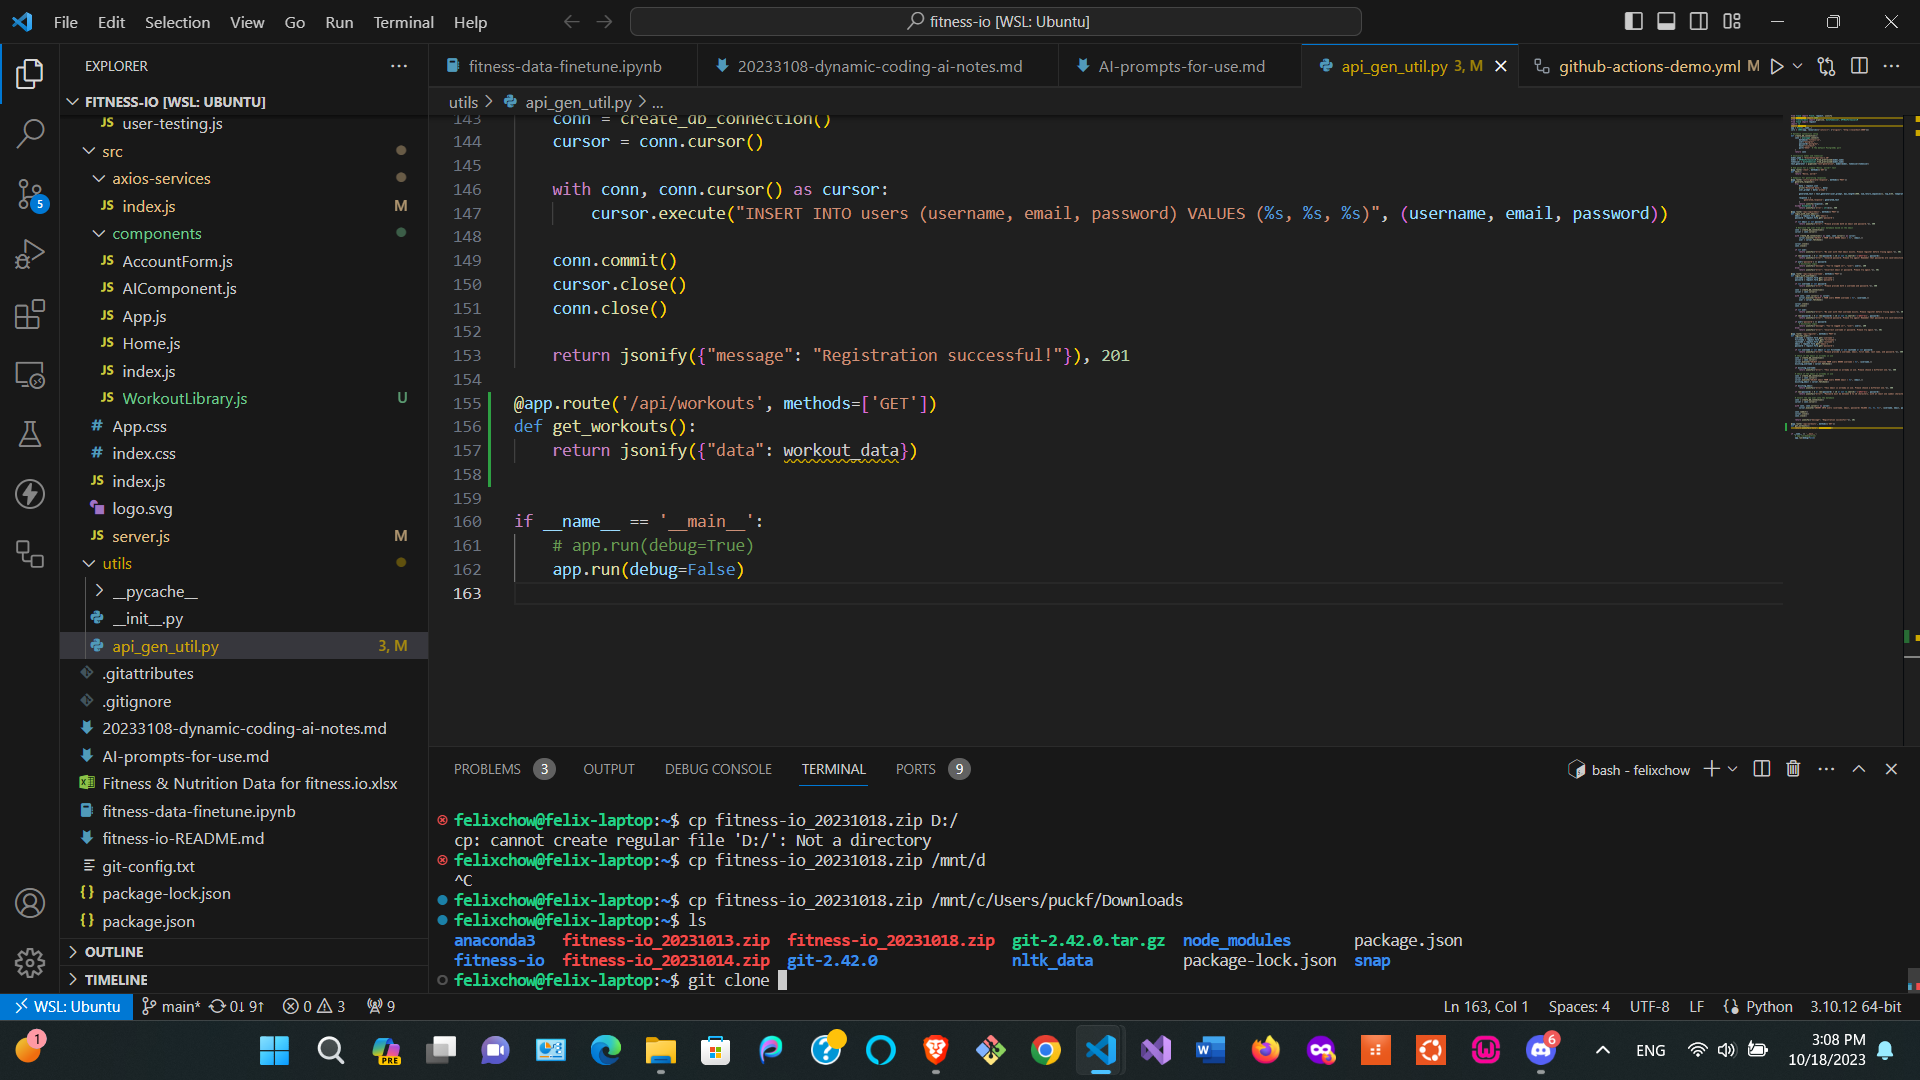 File Edit Selection View Go Run Terminal Help
fitness-io [WSL: Ubuntu]
EXPLORER
FITNESS-IO [WSL: UBUNTU]
JS user-testing.js
src
axios-services
JS index.js M
components
JS AccountForm.js
JS AIComponent.js
JS App.js
JS Home.js
JS index.js
JS WorkoutLibrary.js U
# App.css
# index.css
JS index.js
logo.svg
JS server.js M
utils
__pycache__
__init__.py
api_gen_util.py 3, M
.gitattributes
.gitignore
20233108-dynamic-coding-ai-notes.md
AI-prompts-for-use.md
Fitness & Nutrition Data for fitness.io.xlsx
fitness-data-finetune.ipynb
fitness-io-README.md
git-config.txt
{} package-lock.json
{} package.json
OUTLINE
TIMELINE
5
fitness-data-finetune.ipynb 20233108-dynamic-coding-ai-notes.md AI-prompts-for-use.md api_gen_util.py 3, M github-actions-demo.yml M
utils > api_gen_util.py > ...
143 conn = create_db_connection()
144 cursor = conn.cursor()
145
146 with conn, conn.cursor() as cursor:
147 cursor.execute("INSERT INTO users (username, email, password) VALUES (%s, %s, %s)", (username, email, password))
148
149 conn.commit()
150 cursor.close()
151 conn.close()
152
153 return jsonify({"message": "Registration successful!"}), 201
154
155 @app.route('/api/workouts', methods=['GET'])
156 def get_workouts():
157 return jsonify({"data": workout_data})
158
159
160 if __name__ == '__main__':
161 # app.run(debug=True)
162 app.run(debug=False)
163
PROBLEMS 3 OUTPUT DEBUG CONSOLE TERMINAL PORTS 9
bash - felixchow
felixchow@felix-laptop:~$ cp fitness-io_20231018.zip D:/
cp: cannot create regular file 'D:/': Not a directory
felixchow@felix-laptop:~$ cp fitness-io_20231018.zip /mnt/d
^C
felixchow@felix-laptop:~$ cp fitness-io_20231018.zip /mnt/c/Users/puckf/Downloads
felixchow@felix-laptop:~$ ls
anaconda3 fitness-io_20231013.zip fitness-io_20231018.zip git-2.42.0.tar.gz node_modules package.json
fitness-io fitness-io_20231014.zip git-2.42.0 nltk_data package-lock.json snap
felixchow@felix-laptop:~$ git clone
WSL: Ubuntu main* 0↓ 9↑ 0 3 9
Ln 163, Col 1 Spaces: 4 UTF-8 LF {} Python 3.10.12 64-bit
1
PRE
6
ENG
3:08 PM
10/18/2023